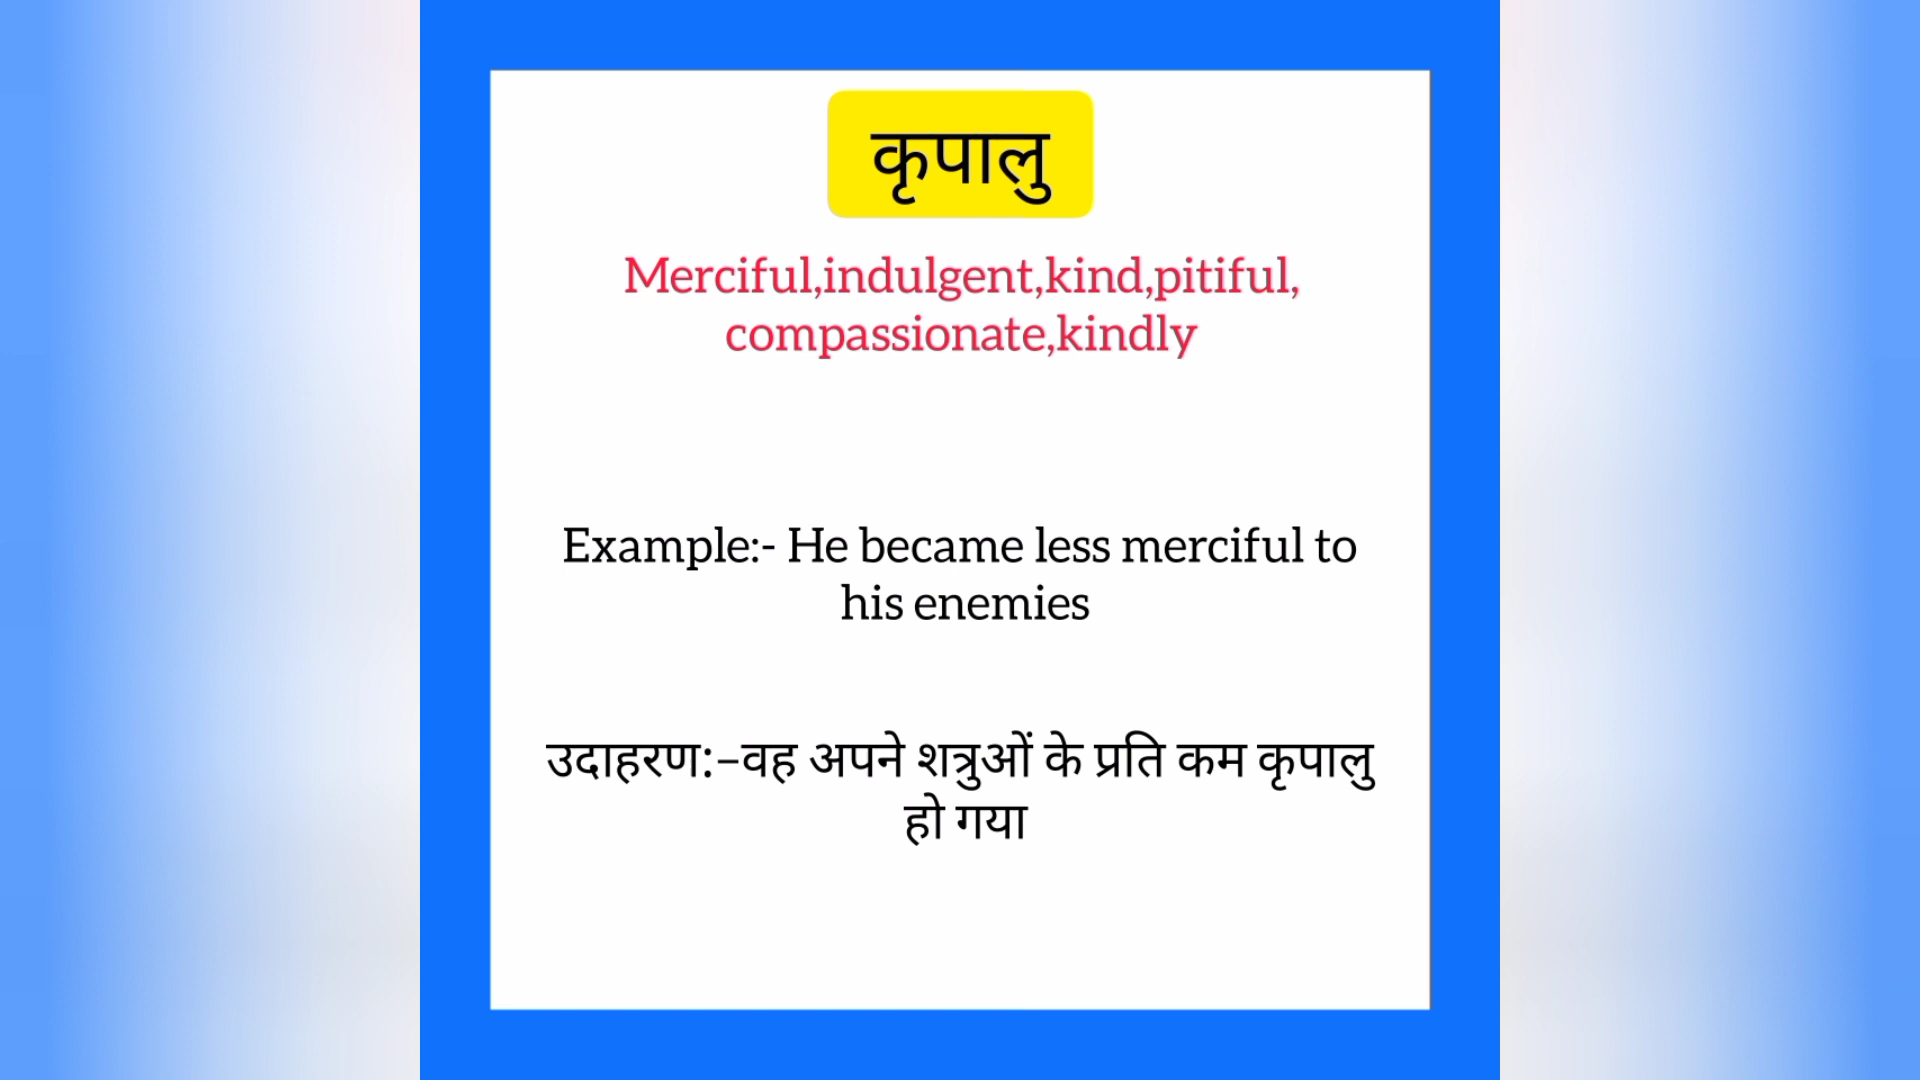 कृपालु
Merciful,indulgent,kind,pitiful,
compassionate,kindly
Example:- He became less merciful to
his enemies
उदाहरण:–वह अपने शत्रुओं के प्रति कम कृपालु
हो गया